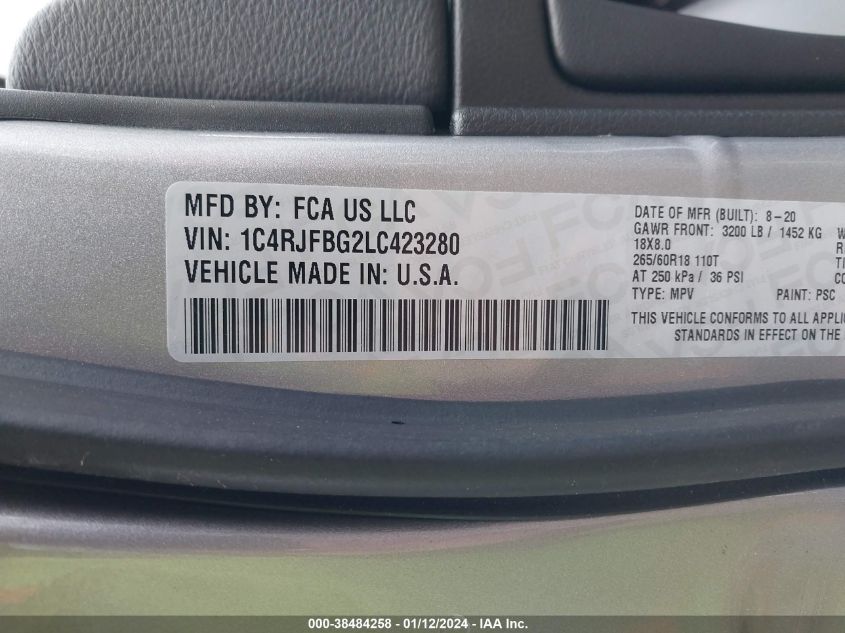 MFD BY: FCA US LLC
VIN: 1C4RJFBG2LC423280
VEHICLE MADE IN: U.S.A.
DATE OF MFR (BUILT): 8-20
GAWR FRONT: 3200 LB / 1452 KG
18X8.0
265/60R18 110T
AT 250 kPa / 36 PSI
TYPE: MPV PAINT: PSC
THIS VEHICLE CONFORMS TO ALL
STANDARDS IN EFFECT ON THE
000-38484258 - 01/12/2024 - IAA Inc.